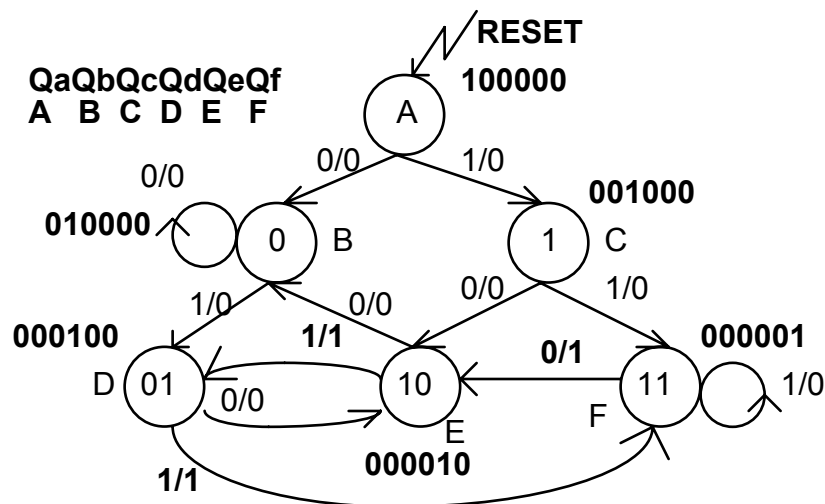 RESET
QaQbQcQdQeQf
100000
A B C D E F
A
0/0 1/0
0/0
001000
010000
0 B
1 C
1/0 0/0
0/0 1/0
000100
1/1
0/1
000001
D 01
10
11
1/0
0/0
E
F
000010
1/1